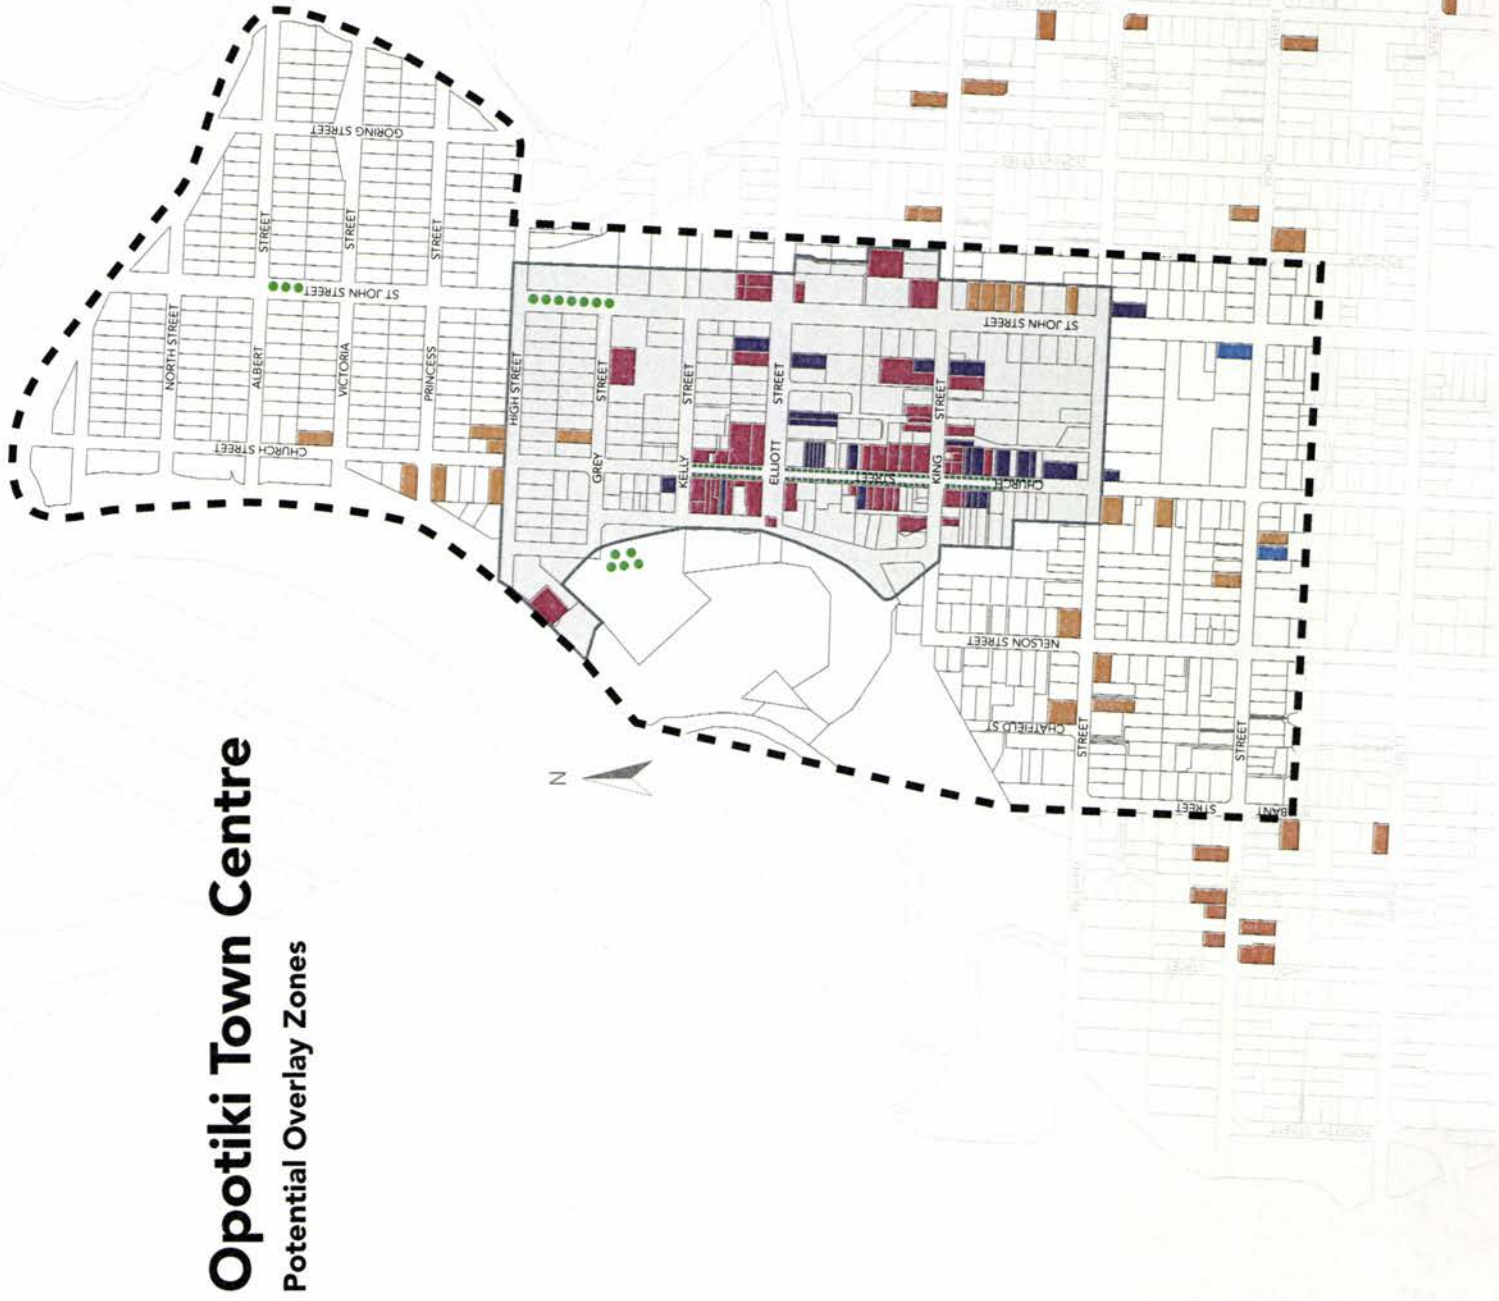 Opotiki Town Centre
Potential Overlay Zones
N
GORING STREET
STREET
STREET
STREET
ST JOHN STREET
NORTH STREET
ALBERT
VICTORIA
PRINCESS
HIGH STREET
CHURCH STREET
STREET
GREY
STREET
KELLY
STREET
ELLIOTT
STREET
KING
ST JOHN STREET
STREET
CHURCH
NELSON STREET
CHATFIELD ST
STREET
STREET
STREET
BANT